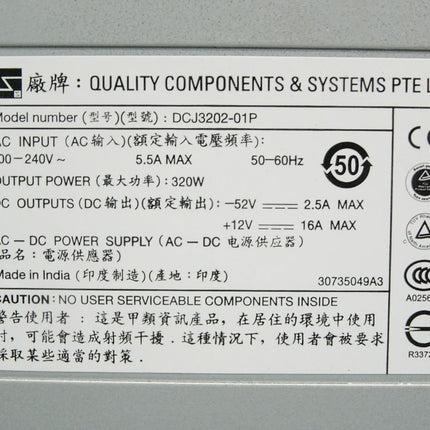 廠牌：QUALITY COMPONENTS & SYSTEMS PTE L
Model number (型号)(型號)：DCJ3202-01P
AC INPUT (AC输入)(額定輸入電壓頻率)：
00-240V～ 5.5A MAX 50-60Hz
50
OUTPUT POWER (最大功率)：320W
DC OUTPUTS (DC輸出)(額定輸出)： -52V 2.5A MAX
+12V 16A MAX
AC – DC POWER SUPPLY (AC – DC 电源供应器)
品名：電源供應器)
Made in India (印度制造)(產地：印度) 30735049A3
CAUTION: NO USER SERVICEABLE COMPONENTS INSIDE
警告使用者：這是甲類資訊產品，在居住的環境中使用
時，可能會造成射頻干擾．這種情況下，使用者會被要求
採取某些適當的對策．
CE
CCC
A0256
R3372